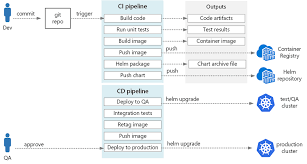 CI pipeline
Outputs
commit
git
repo
trigger
Dev
Build code
Code artifacts
Run unit tests
Test results
Build image
Container image
Push image
push
Container
Registry
Helm package
Chart archive file
Push chart
push
Helm
repository
CD pipeline
Deploy to QA
helm upgrade
test/QA
cluster
Integration tests
Retag image
Push image
QA
approve
Deploy to production
helm upgrade
production
cluster